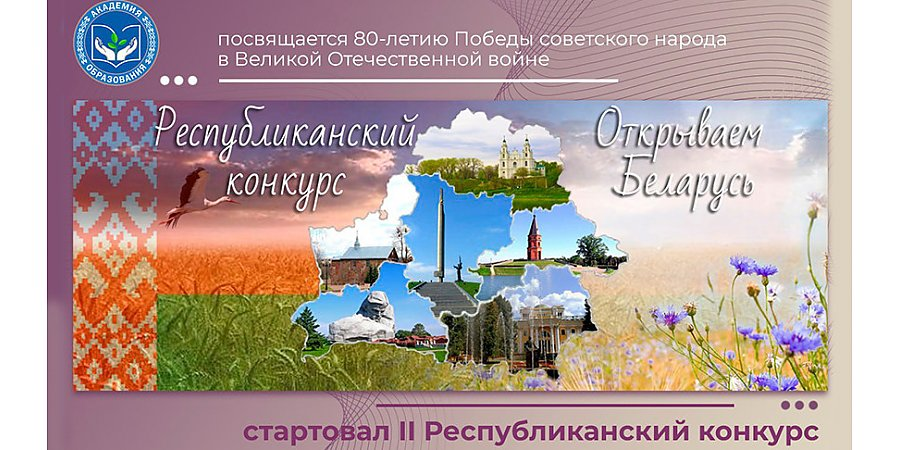 АКАДЕМИЯ
ОБРАЗОВАНИЯ
посвящается 80-летию Победы советского народа
в Великой Отечественной войне
Республиканский
конкурс
Открываем
Беларусь
стартовал II Республиканский конкурс